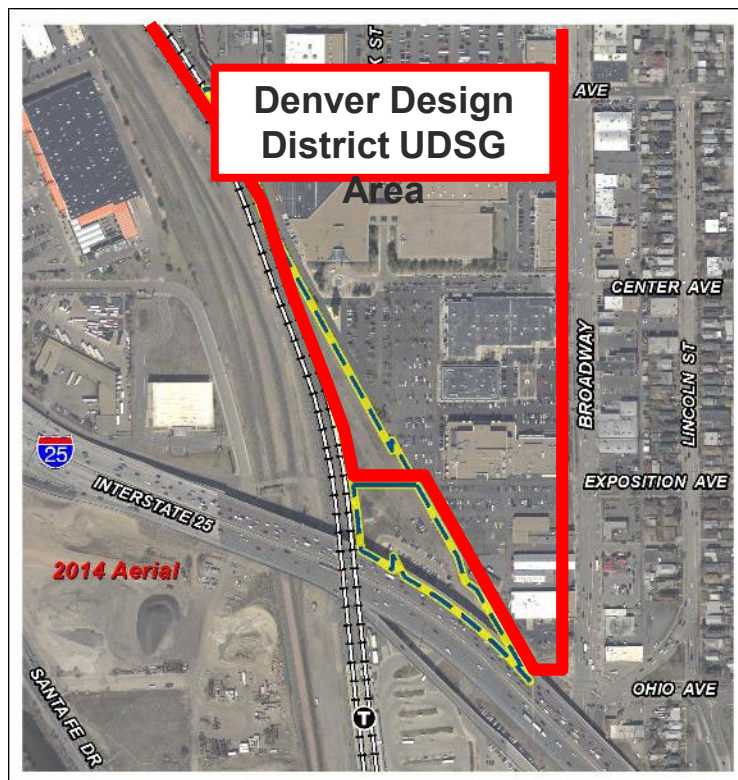 K ST
Denver Design
District UDSG
Area
AVE
CENTER AVE
BROADWAY
LINCOLN ST
EXPOSITION AVE
25
INTERSTATE 25
2014 Aerial
SANTA FE DR
T
OHIO AVE